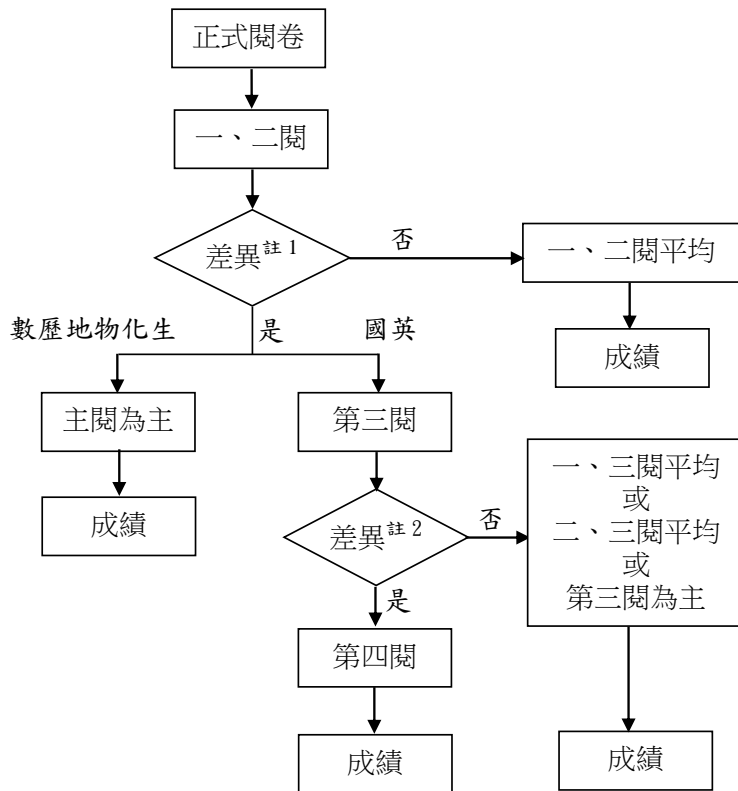 正式閱卷
一、二閱
差異註1
否
一、二閱平均
成績
數歷地物化生
是
國英
主閱為主
成績
第三閱
差異註2
否
一、三閱平均
或
二、三閱平均
或
第三閱為主
是
第四閱
成績
成績